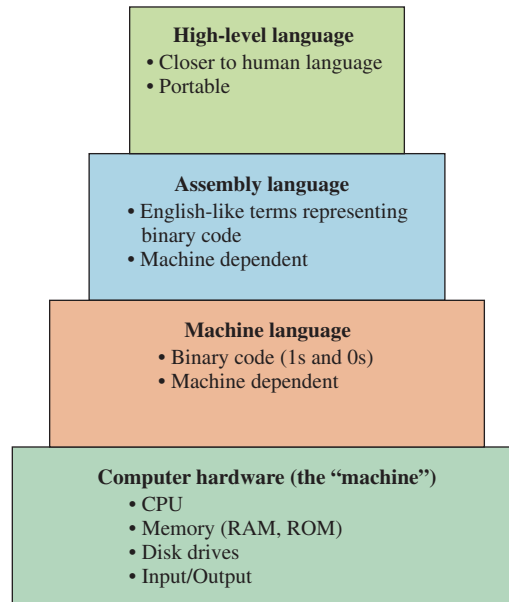 High-level language
• Closer to human language
• Portable
Assembly language
• English-like terms representing
binary code
• Machine dependent
Machine language
• Binary code (1s and 0s)
• Machine dependent
Computer hardware (the “machine”)
• CPU
• Memory (RAM, ROM)
• Disk drives
• Input/Output